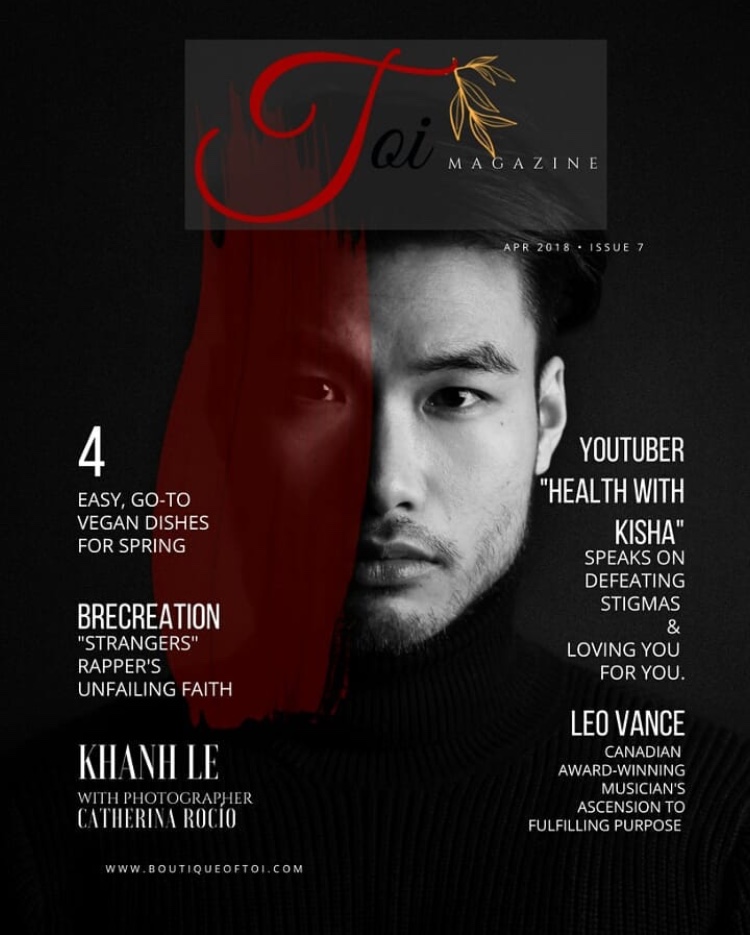 Toi
MAGAZINE
APR 2018 • ISSUE 7
4
EASY, GO-TO
VEGAN DISHES
FOR SPRING
BRECREATION
"STRANGERS"
RAPPER'S
UNFAILING FAITH
KHANH LE
WITH PHOTOGRAPHER
CATHERINA ROCIO
WWW.BOUTIQUEOFTOI.COM
YOUTUBER
"HEALTH WITH
KISHA"
SPEAKS ON
DEFEATING
STIGMAS
&
LOVING YOU
FOR YOU.
LEO VANCE
CANADIAN
AWARD-WINNING
MUSICIAN'S
ASCENSION TO
FULFILLING PURPOSE